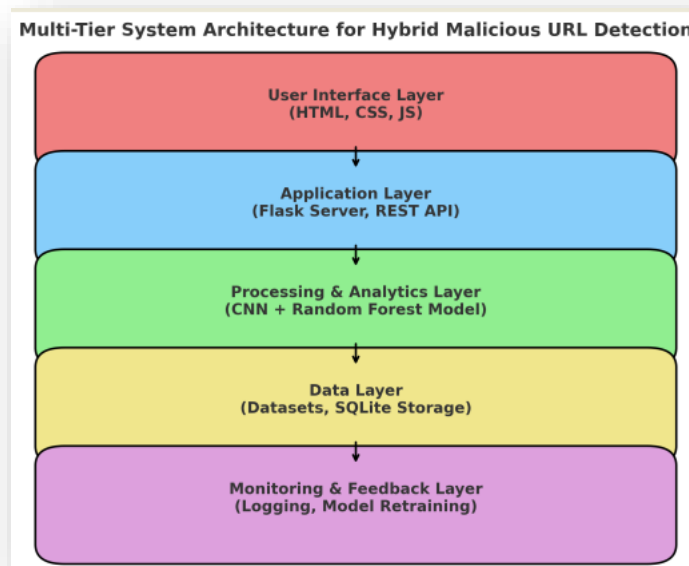 Multi-Tier System Architecture for Hybrid Malicious URL Detection
User Interface Layer
(HTML, CSS, JS)
Application Layer
(Flask Server, REST API)
Processing & Analytics Layer
(CNN + Random Forest Model)
Data Layer
(Datasets, SQLite Storage)
Monitoring & Feedback Layer
(Logging, Model Retraining)